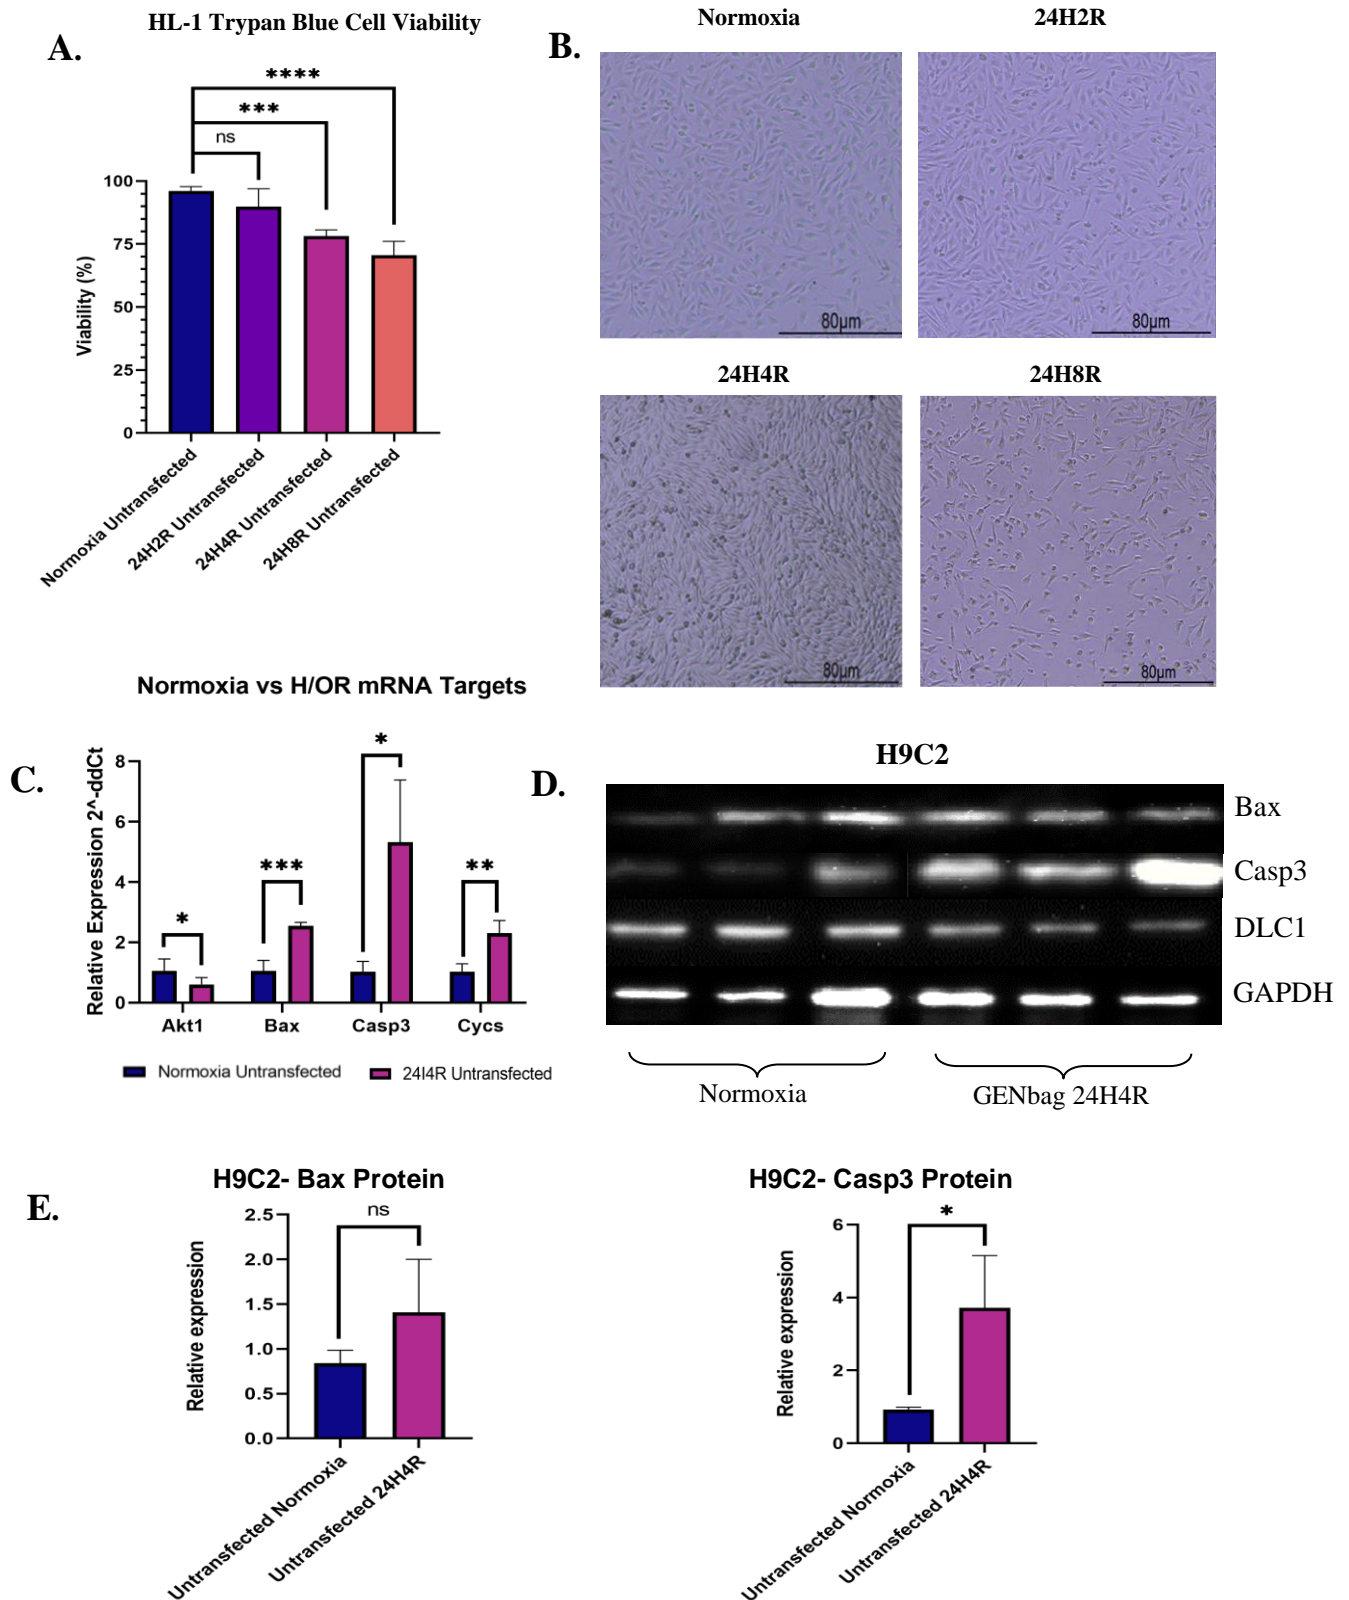 HL-1 Trypan Blue Cell Viability
A.
****
***
ns
100
75
50
25
0
Viability (%)
Normoxia Untransfected
24H2R Untransfected
24H4R Untransfected
24H8R Untransfected
B.
Normoxia
24H2R
80µm
80µm
24H4R
24H8R
80µm
80µm
Normoxia vs H/OR mRNA Targets
C.
Relative Expression 2^-ddCt
8
6
4
2
0
*
***
*
**
Akt1
Bax
Casp3
Cycs
Normoxia Untransfected
24I4R Untransfected
H9C2
D.
Bax
Casp3
DLC1
GAPDH
Normoxia
GENbag 24H4R
E.
H9C2- Bax Protein
ns
2.5
2.0
1.5
1.0
0.5
0.0
Relative expression
Untransfected Normoxia
Untransfected 24H4R
H9C2- Casp3 Protein
*
6
4
2
0
Relative expression
Untransfected Normoxia
Untransfected 24H4R